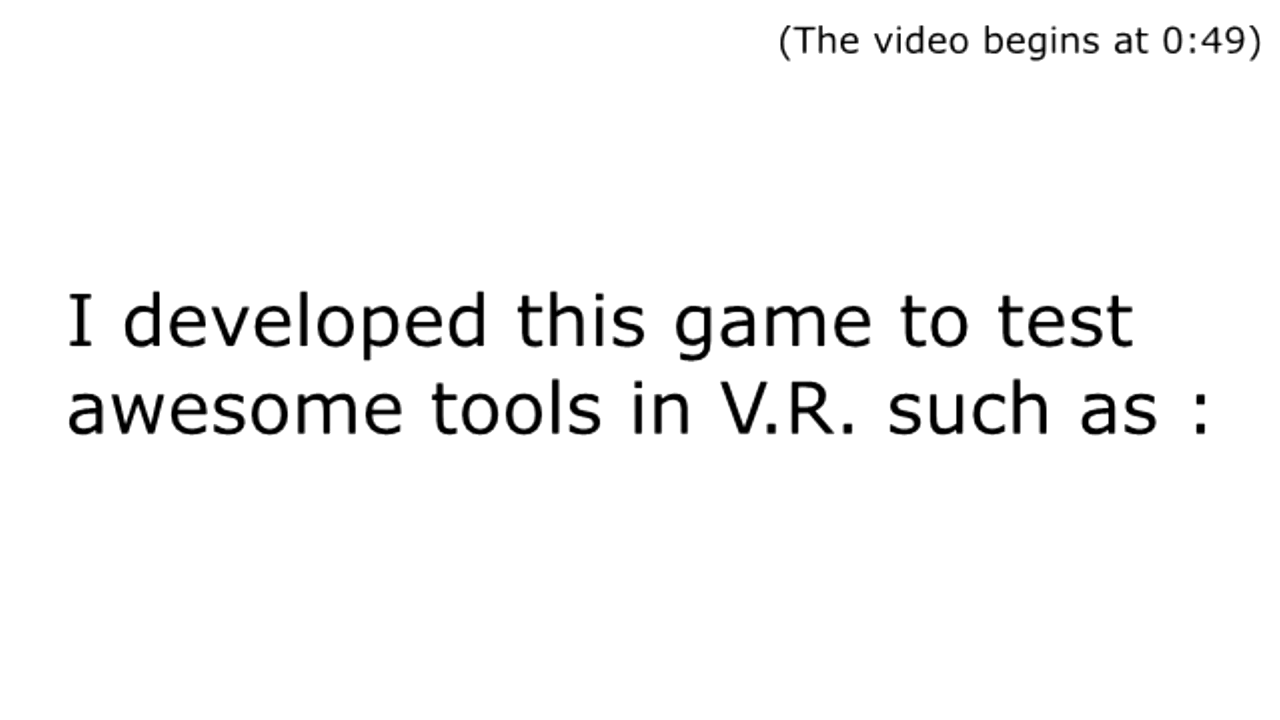 (The video begins at 0:49)
I developed this game to test
awesome tools in V.R. such as :